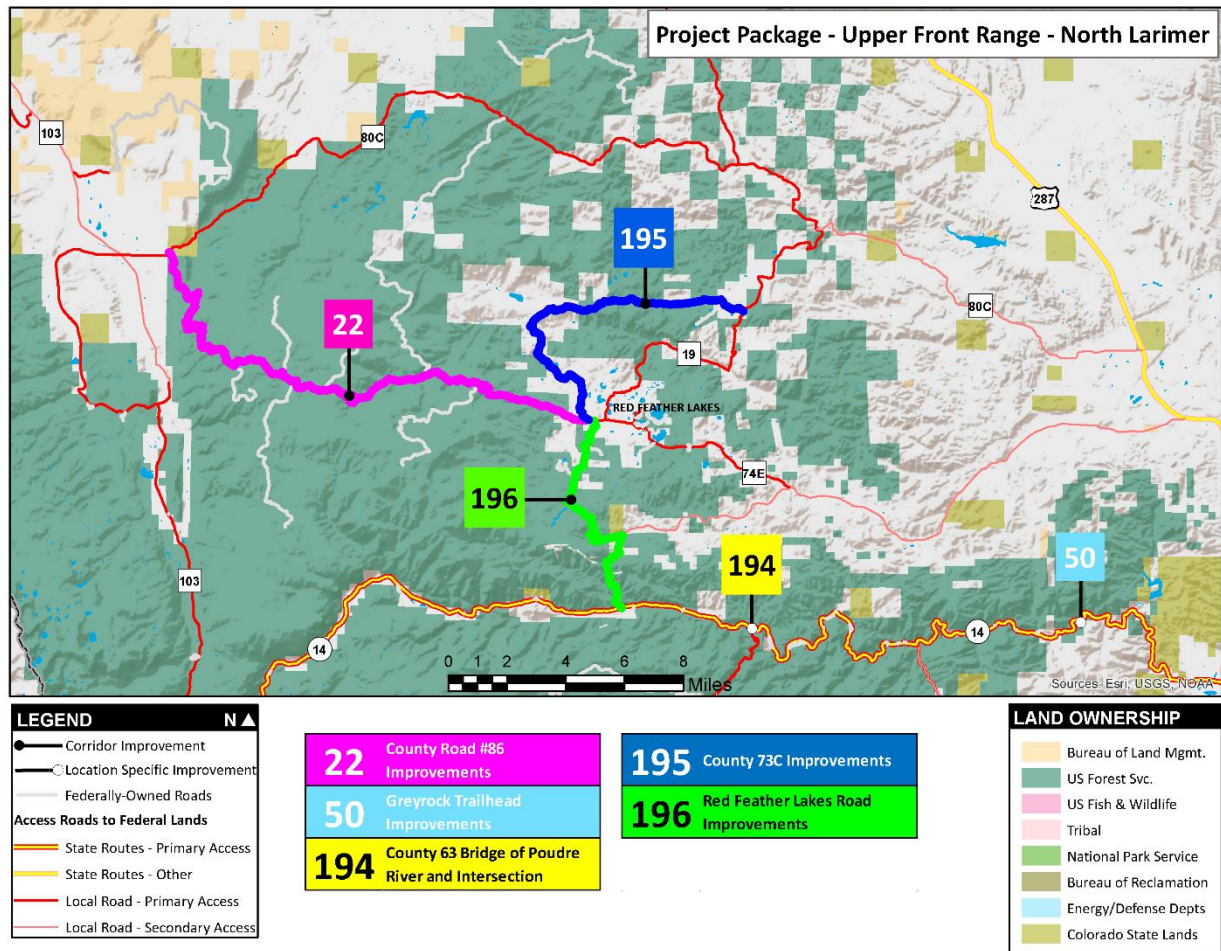 Project Package - Upper Front Range - North Larimer
103
80C
287
195
22
80C
19
RED FEATHER LAKES
74E
196
194
50
103
14
14
0 1 2 4 6 8
Miles
Sources: Esri, USGS, NOAA
LEGEND N
Corridor Improvement
Location Specific Improvement
Federally-Owned Roads
Access Roads to Federal Lands
State Routes - Primary Access
State Routes - Other
Local Road - Primary Access
Local Road - Secondary Access
22 County Road #86
Improvements
50 Greyrock Trailhead
Improvements
194 County 63 Bridge of Poudre
River and Intersection
195 County 73C Improvements
196 Red Feather Lakes Road
Improvements
LAND OWNERSHIP
Bureau of Land Mgmt.
US Forest Svc.
US Fish & Wildlife
Tribal
National Park Service
Bureau of Reclamation
Energy/Defense Depts
Colorado State Lands